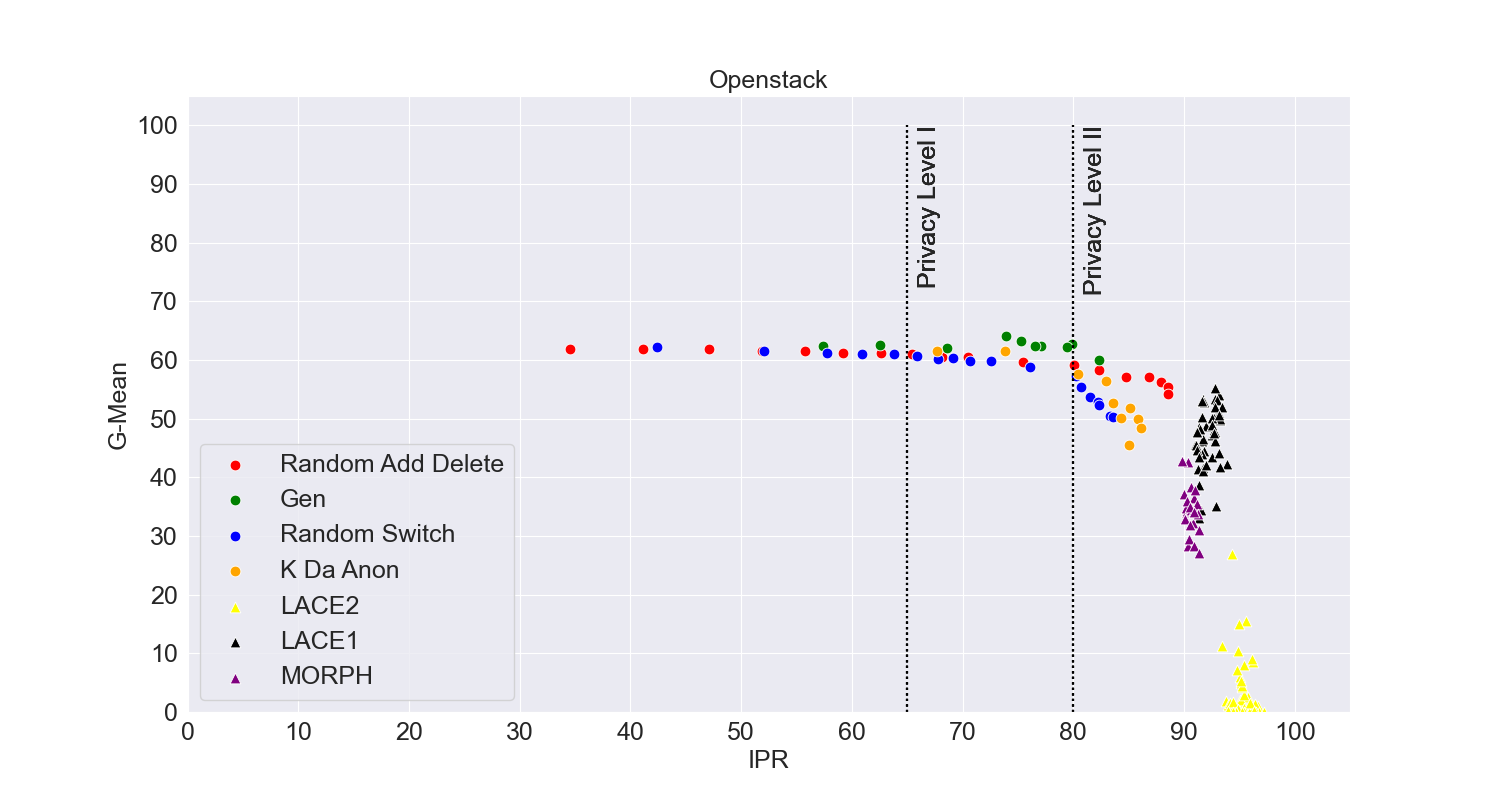 Openstack
100
90
80
70
60
50
40
30
20
10
0
G-Mean
Privacy Level I
Privacy Level II
Random Add Delete
Gen
Random Switch
K Da Anon
LACE2
LACE1
MORPH
0 10 20 30 40 50 60 70 80 90 100
IPR